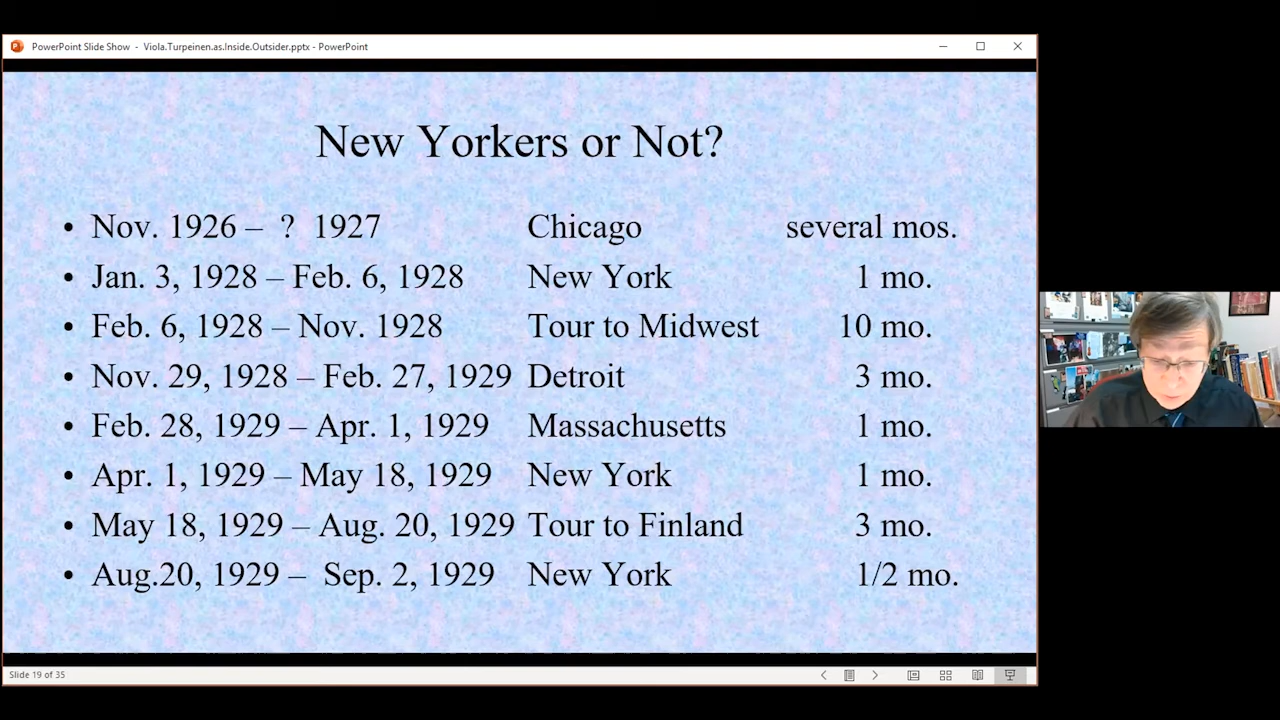 PowerPoint Slide Show - Viola.Turpeinen.as.Inside.Outsider.pptx - PowerPoint
New Yorkers or Not?
• Nov. 1926 – ? 1927 Chicago several mos.
• Jan. 3, 1928 – Feb. 6, 1928 New York 1 mo.
• Feb. 6, 1928 – Nov. 1928 Tour to Midwest 10 mo.
• Nov. 29, 1928 – Feb. 27, 1929 Detroit 3 mo.
• Feb. 28, 1929 – Apr. 1, 1929 Massachusetts 1 mo.
• Apr. 1, 1929 – May 18, 1929 New York 1 mo.
• May 18, 1929 – Aug. 20, 1929 Tour to Finland 3 mo.
• Aug.20, 1929 – Sep. 2, 1929 New York 1/2 mo.
Slide 19 of 35